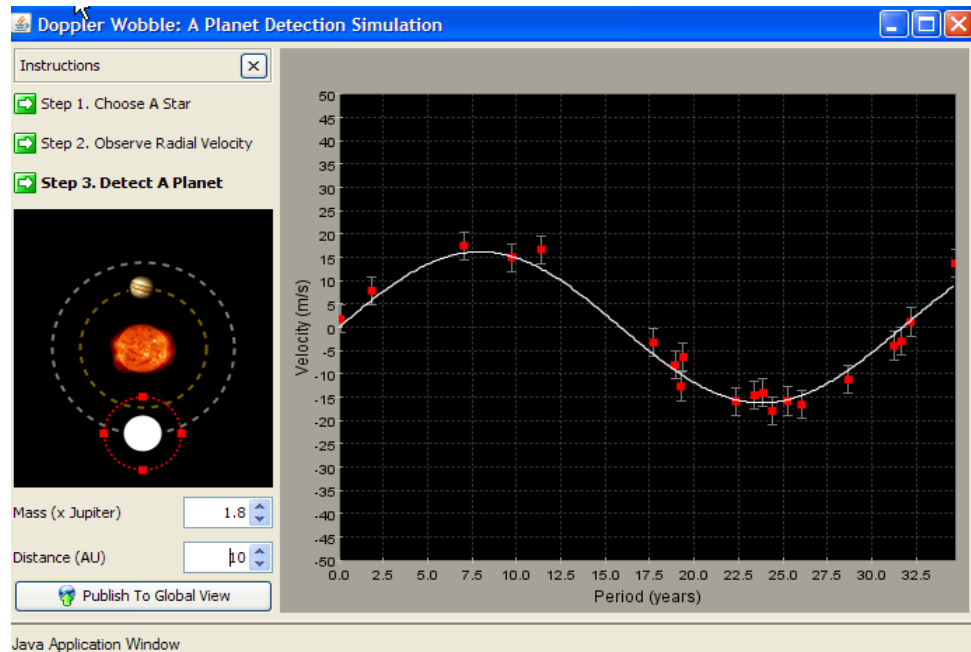 Doppler Wobble: A Planet Detection Simulation
Instructions
Step 1. Choose A Star
Step 2. Observe Radial Velocity
Step 3. Detect A Planet
Mass (x Jupiter) 1.8
Distance (AU) 10
Publish To Global View
50
45
40
35
30
25
20
15
10
5
0
-5
-10
-15
-20
-25
-30
-35
-40
-45
-50
Velocity (m/s)
0.0 2.5 5.0 7.5 10.0 12.5 15.0 17.5 20.0 22.5 25.0 27.5 30.0 32.5
Period (years)
Java Application Window